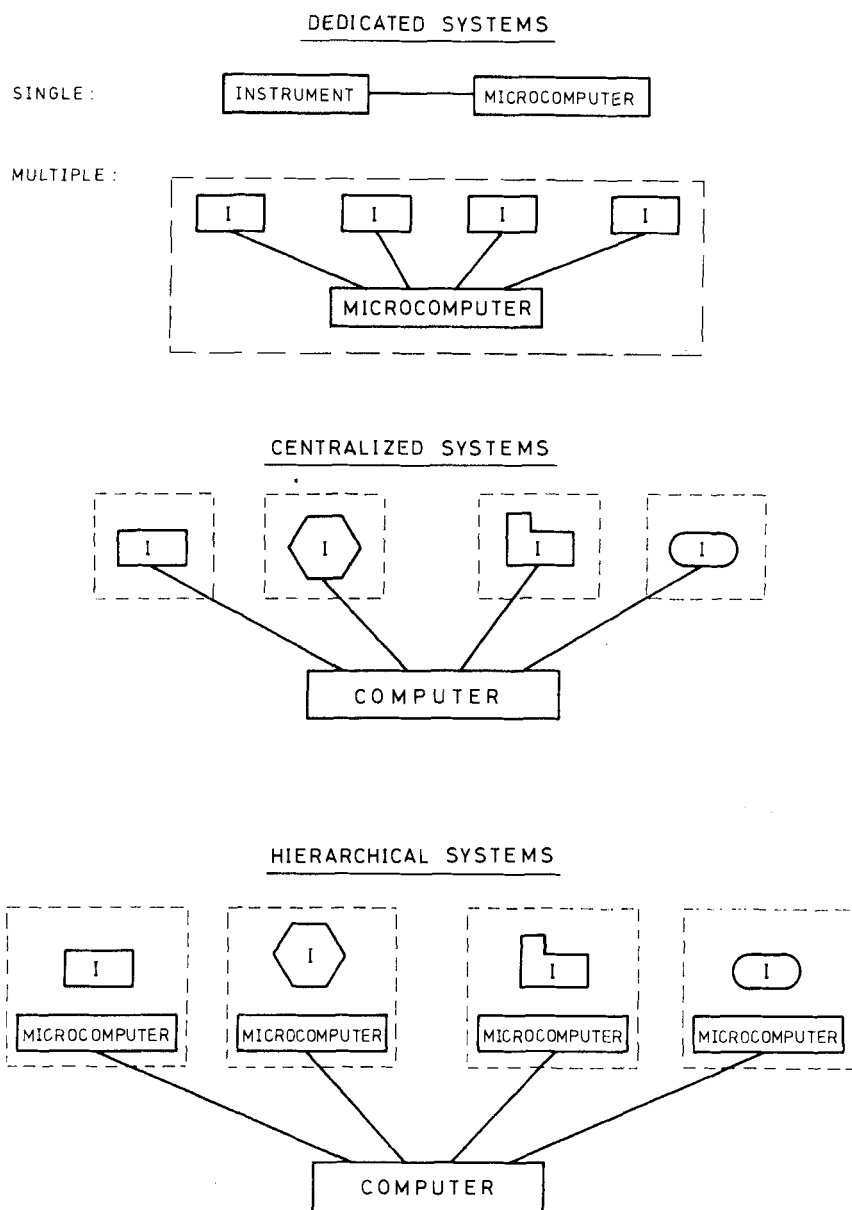 DEDICATED SYSTEMS
SINGLE: INSTRUMENT MICROCOMPUTER
MULTIPLE:
I I I I
MICROCOMPUTER
CENTRALIZED SYSTEMS
I I I I
COMPUTER
HIERARCHICAL SYSTEMS
I I I I
MICROCOMPUTER MICROCOMPUTER MICROCOMPUTER MICROCOMPUTER
COMPUTER